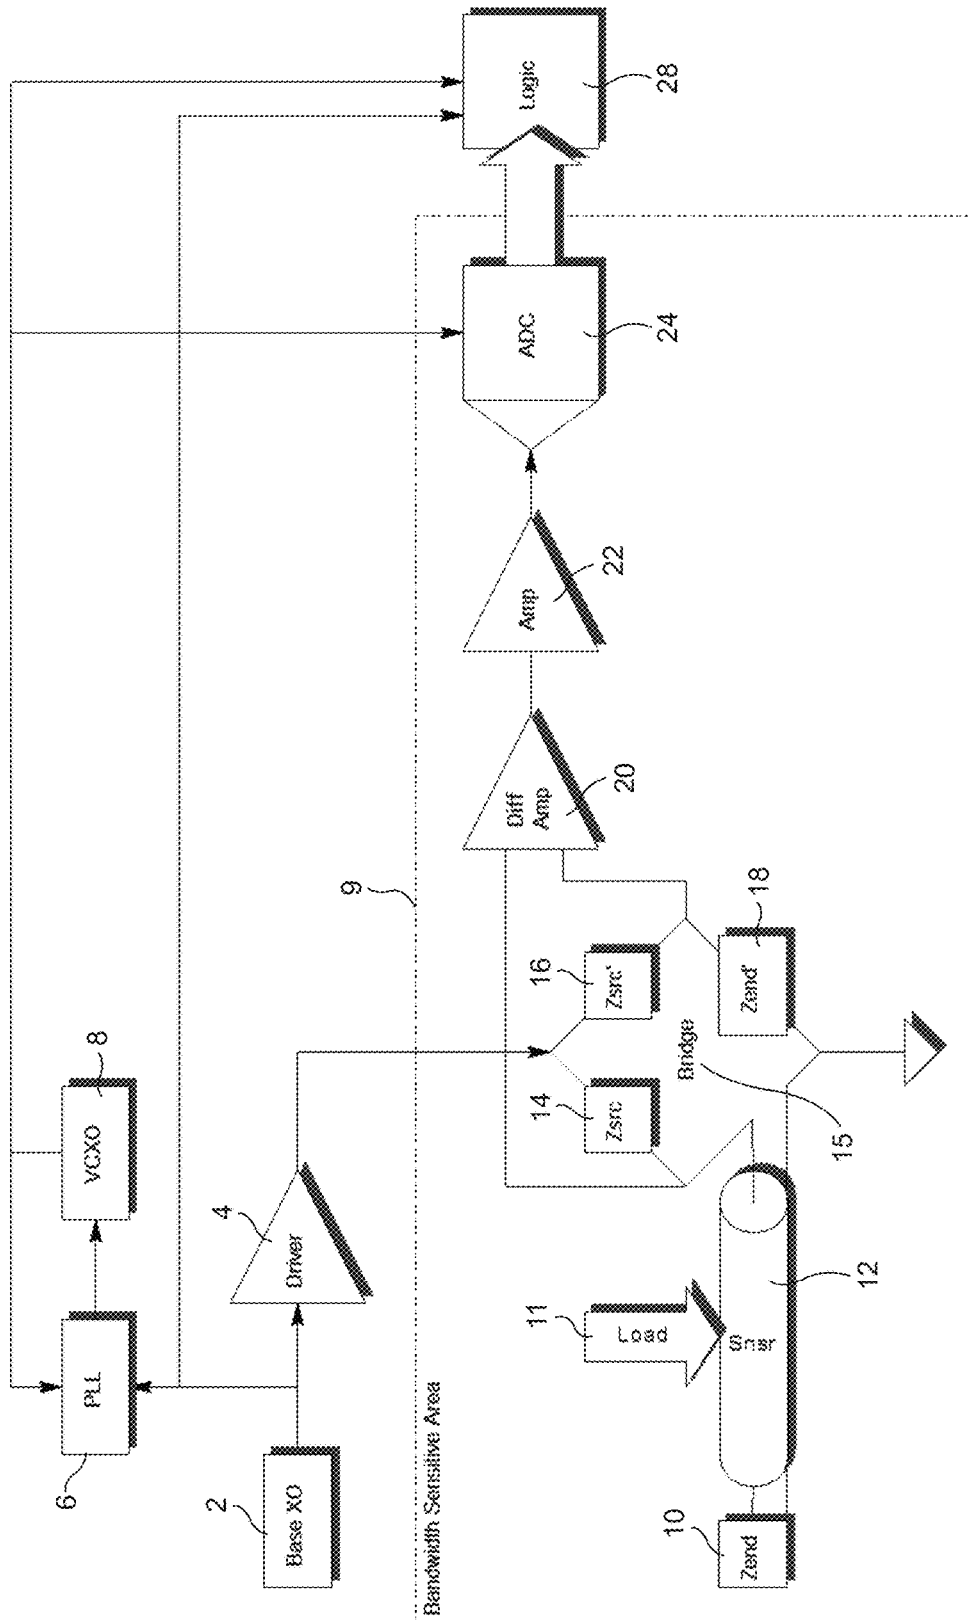 6
PLL
VCXO
8
2
Base XO
4
Driver
9
Bandwidth Sensitive Area
Diff
Amp
20
Amp
22
ADC
24
Logic
28
14
Zsrc
16
Zsrc'
Bridge
15
Zend'
18
11
Load
Snsr
12
10
Zend